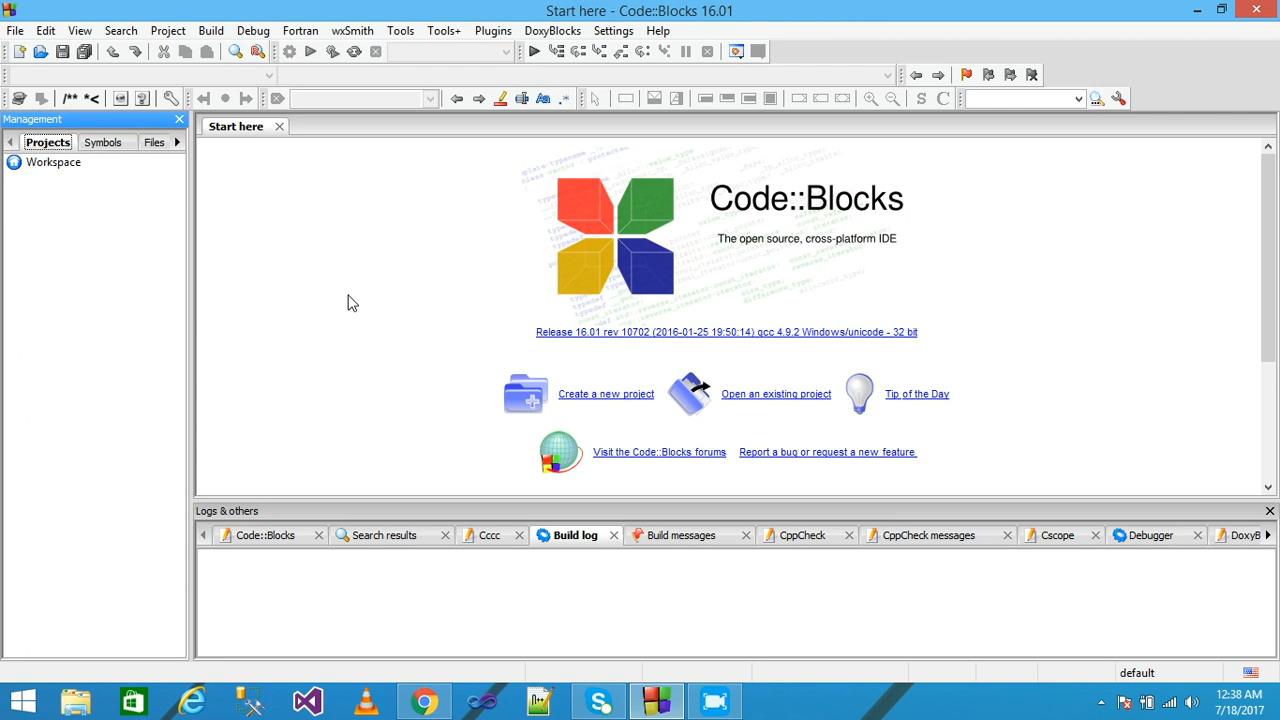 Start here - Code::Blocks 16.01
File Edit View Search Project Build Debug Fortran wxSmith Tools Tools+ Plugins DoxyBlocks Settings Help
/** *<
S C
Management
Projects Symbols Files
Workspace
Start here
Code::Blocks
The open source, cross-platform IDE
Release 16.01 rev 10702 (2016-01-25 19:50:14) gcc 4.9.2 Windows/unicode - 32 bit
Create a new project Open an existing project Tip of the Day
Visit the Code::Blocks forums Report a bug or request a new feature
Logs & others
Code::Blocks Search results Cccc Build log Build messages CppCheck CppCheck messages Cscope Debugger DoxyB
default
12:38 AM
7/18/2017